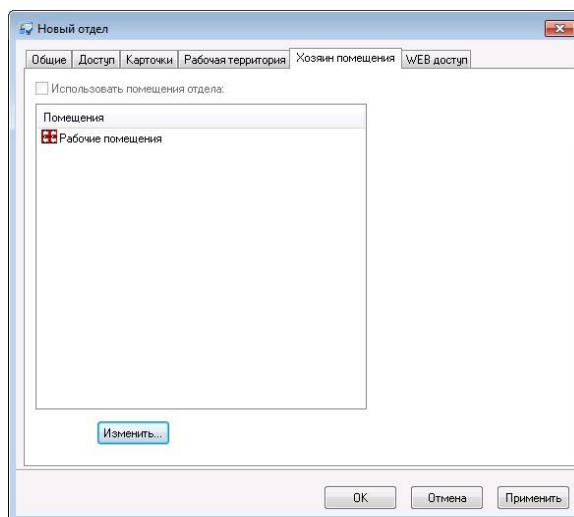 Новый отдел
Общие Доступ Карточки Рабочая территория Хозяин помещения WEB доступ
Использовать помещения отдела:
Помещения
Рабочие помещения
Изменить...
OK Отмена Применить